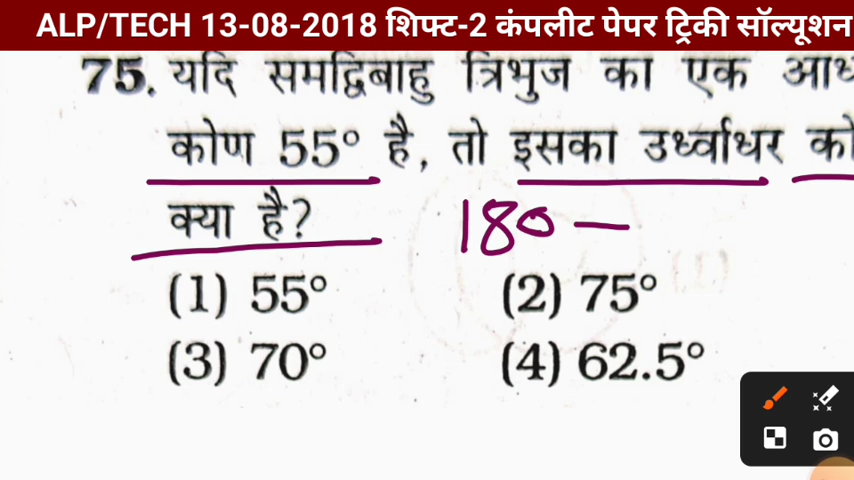 ALP/TECH 13-08-2018 शिफ्ट-2 कंपलीट पेपर ट्रिकी सॉल्यूशन
75. यदि समद्विबाहु त्रिभुज का एक
कोण 55° है, तो इसका उर्ध्वाधर
क्या है? 180 —
(1) 55° (2) 75°
(3) 70° (4) 62.5°